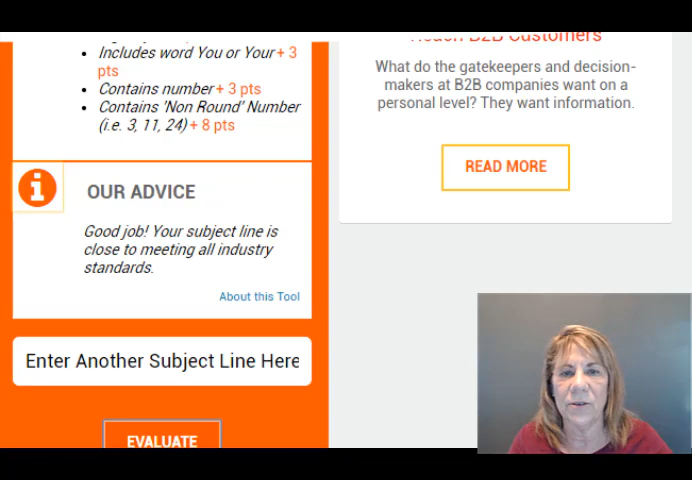 Reach B2B Customers
• Includes word You or Your + 3
pts
• Contains number + 3 pts
• Contains 'Non Round' Number
(i.e. 3, 11, 24) + 8 pts
What do the gatekeepers and decision-
makers at B2B companies want on a
personal level? They want information.
READ MORE
OUR ADVICE
Good job! Your subject line is
close to meeting all industry
standards.
About this Tool
Enter Another Subject Line Here
EVALUATE